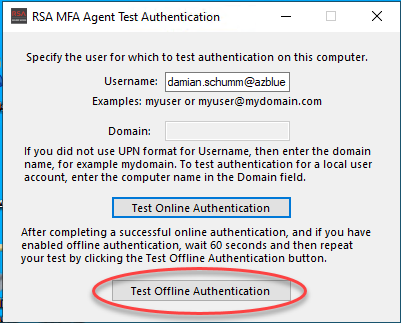 RSA MFA Agent Test Authentication
Specify the user for which to test authentication on this computer.
Username: damian.schumm@azblue
Examples: myuser or myuser@mydomain.com
Domain:
If you did not use UPN format for Username, then enter the domain
name, for example mydomain. To test authentication for a local user
account, enter the computer name in the Domain field.
Test Online Authentication
After completing a successful online authentication, and if you have
enabled offline authentication, wait 60 seconds and then repeat
your test by clicking the Test Offline Authentication button.
Test Offline Authentication